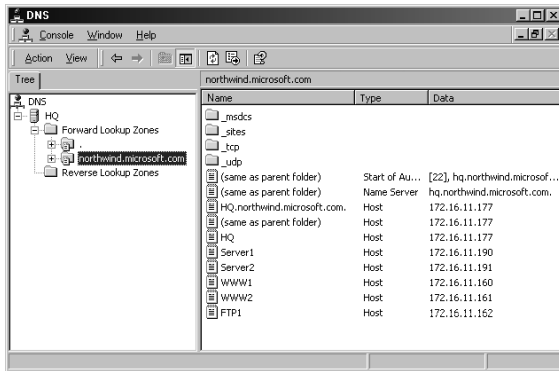 DNS
Console Window Help
Action View
Tree
northwind.microsoft.com
DNS
HQ
Forward Lookup Zones
.
northwind.microsoft.com
Reverse Lookup Zones
Name Type Data
_msdcs
_sites
_tcp
_udp
(same as parent folder) Start of Au... [22], hq.northwind.microsof...
(same as parent folder) Name Server hq.northwind.microsoft.com.
HQ.northwind.microsoft.com. Host 172.16.11.177
(same as parent folder) Host 172.16.11.177
HQ Host 172.16.11.177
Server1 Host 172.16.11.190
Server2 Host 172.16.11.191
WWW1 Host 172.16.11.160
WWW2 Host 172.16.11.161
FTP1 Host 172.16.11.162